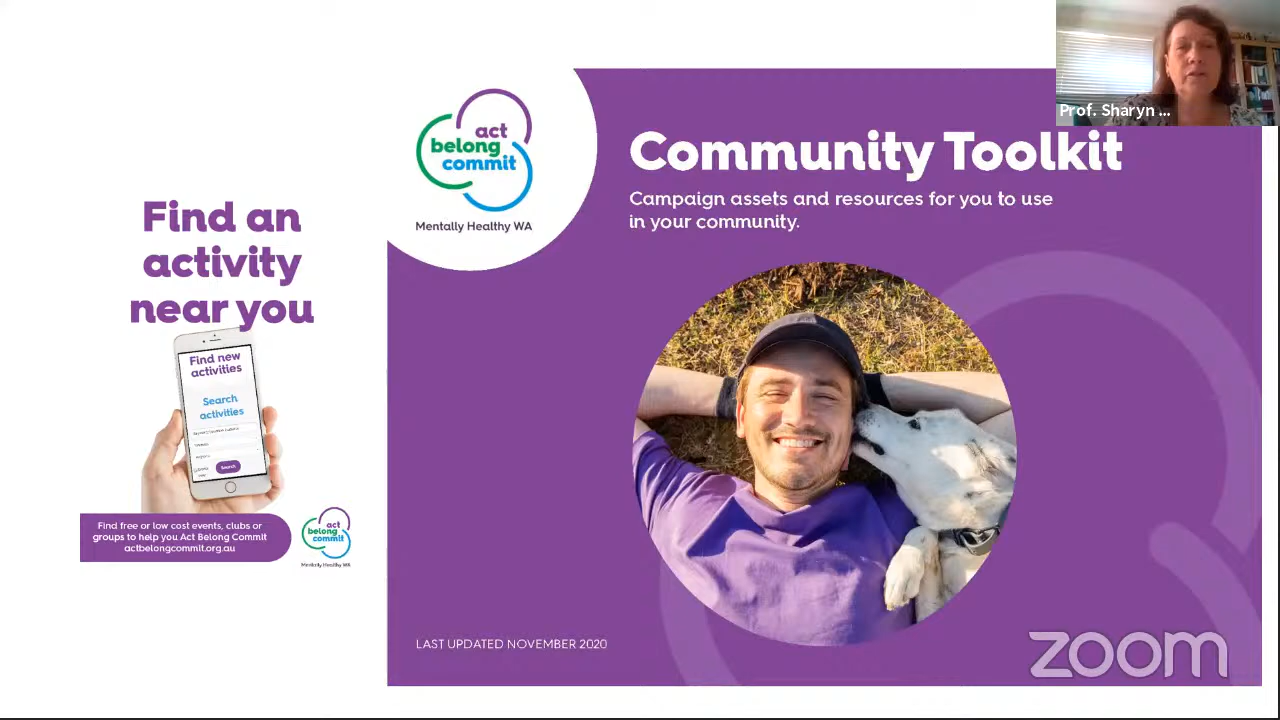 Prof. Sharyn ...
act
belong
commit
Mentally Healthy WA
Community Toolkit
Campaign assets and resources for you to use
in your community.
Find an
activity
near you
Find new
activities
Search
activities
Search
Find free or low cost events, clubs or
groups to help you Act Belong Commit
actbelongcommit.org.au
act
belong
commit
Mentally Healthy WA
LAST UPDATED NOVEMBER 2020
zoom